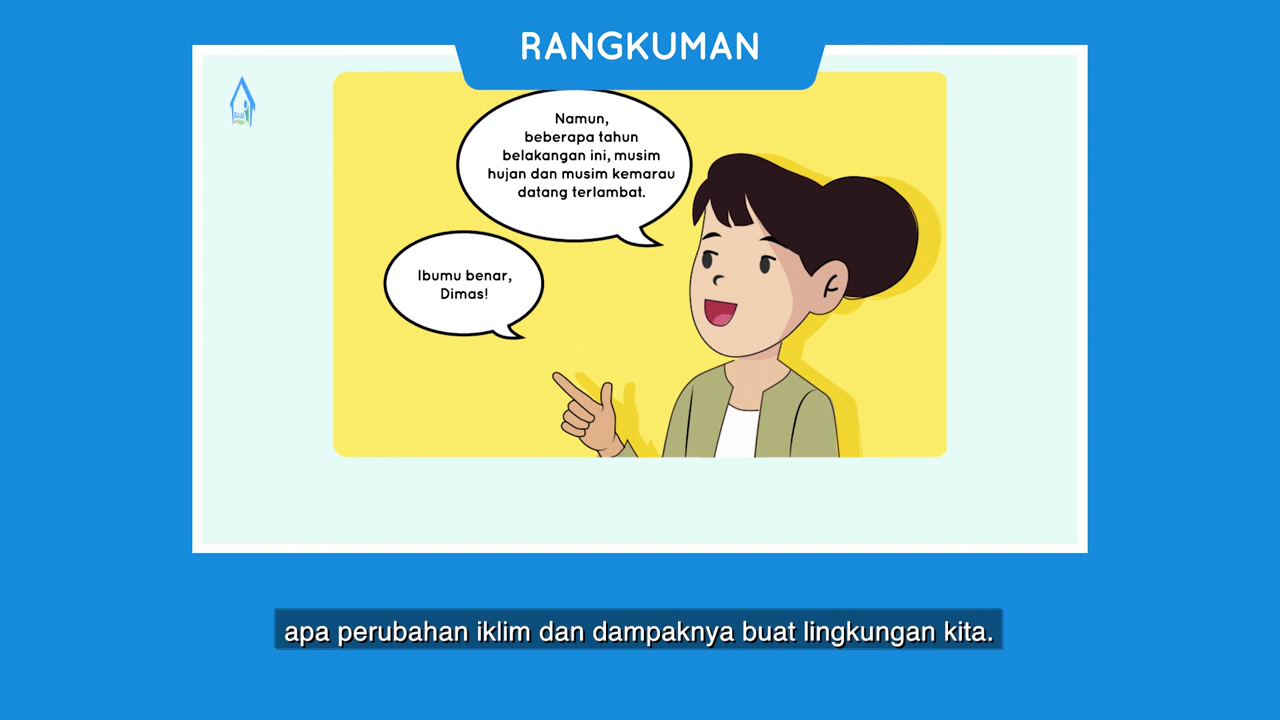 RANGKUMAN
Namun,
beberapa tahun
belakangan ini, musim
hujan dan musim kemarau
datang terlambat.
Ibumu benar,
Dimas!
apa perubahan iklim dan dampaknya buat lingkungan kita.